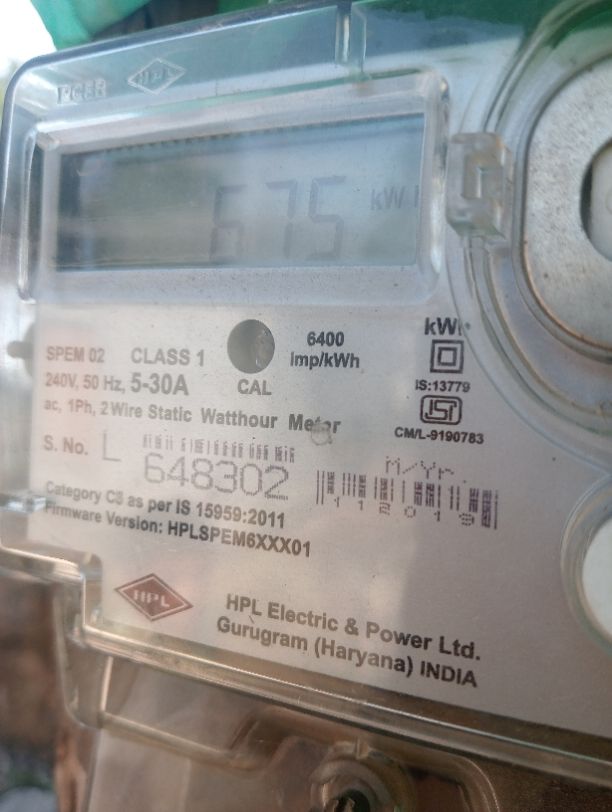 HPL
675 kWh
SPEM 02 CLASS 1 6400 imp/kWh kWh
240V, 50 Hz, 5-30A CAL IS:13779
ac, 1Ph, 2 Wire Static Watthour Meter
CM/L-9190783
S. No. L 648302 M/Yr.
112019
Category C3 as per IS 15959:2011
Firmware Version: HPLSPEM6XXX01
HPL
HPL Electric & Power Ltd.
Gurugram (Haryana) INDIA